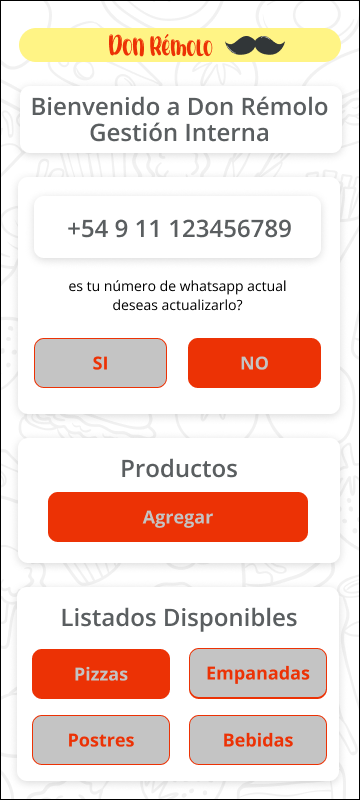 Don Rémolo
Bienvenido a Don Rémolo
Gestión Interna
+54 9 11 123456789
es tu número de whatsapp actual
deseas actualizarlo?
SI
NO
Productos
Agregar
Listados Disponibles
Pizzas
Empanadas
Postres
Bebidas